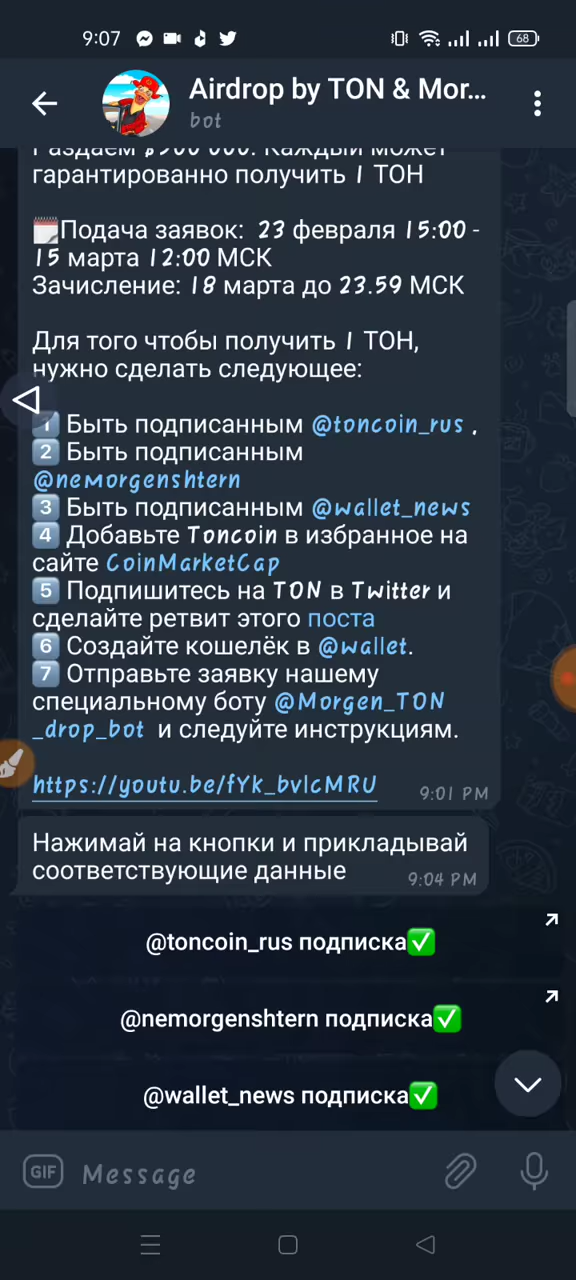 9:07
68
Airdrop by TON & Mor...
bot
гарантированно получить 1 ТОН
Подача заявок: 23 февраля 15:00 -
15 марта 12:00 МСК
Зачисление: 18 марта до 23.59 МСК
Для того чтобы получить 1 ТОН,
нужно сделать следующее:
1 Быть подписанным @toncoin_rus ,
2 Быть подписанным
@nemorgenshtern
3 Быть подписанным @wallet_news
4 Добавьте Toncoin в избранное на
сайте CoinMarketCap
5 Подпишитесь на TON в Twitter и
сделайте ретвит этого поста
6 Создайте кошелёк в @wallet.
7 Отправьте заявку нашему
специальному боту @Morgen_TON
_drop_bot и следуйте инструкциям.
9:01 PM
Нажимай на кнопки и прикладывай
соответствующие данные
9:04 PM
@toncoin_rus подписка✅
@nemorgenshtern подписка✅
@wallet_news подписка✅
GIF Message